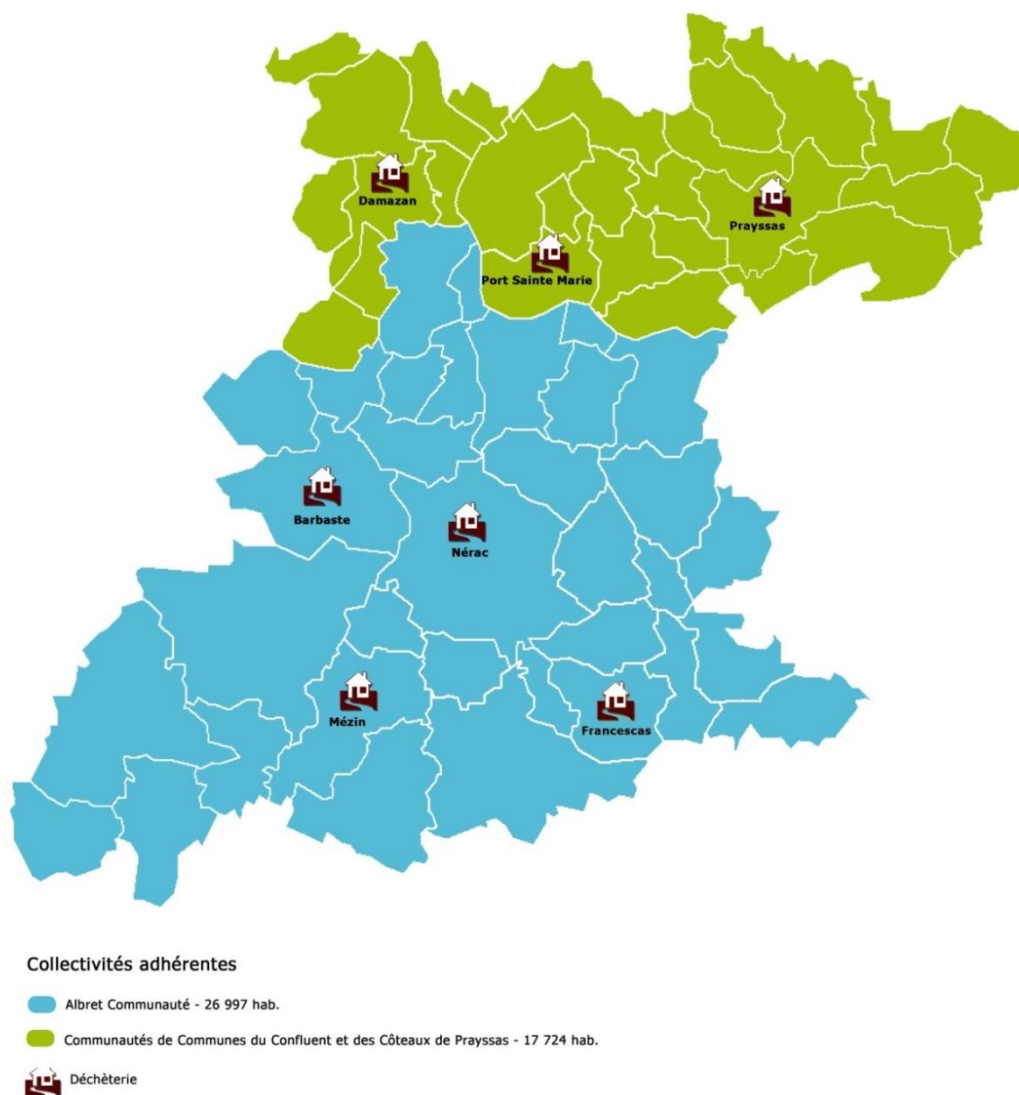 Damazan
Prayssas
Port Sainte Marie
Barbaste
Nérac
Mézin
Francescas
Collectivités adhérentes
Albret Communauté - 26 997 hab.
Communautés de Communes du Confluent et des Côteaux de Prayssas - 17 724 hab.
Déchèterie